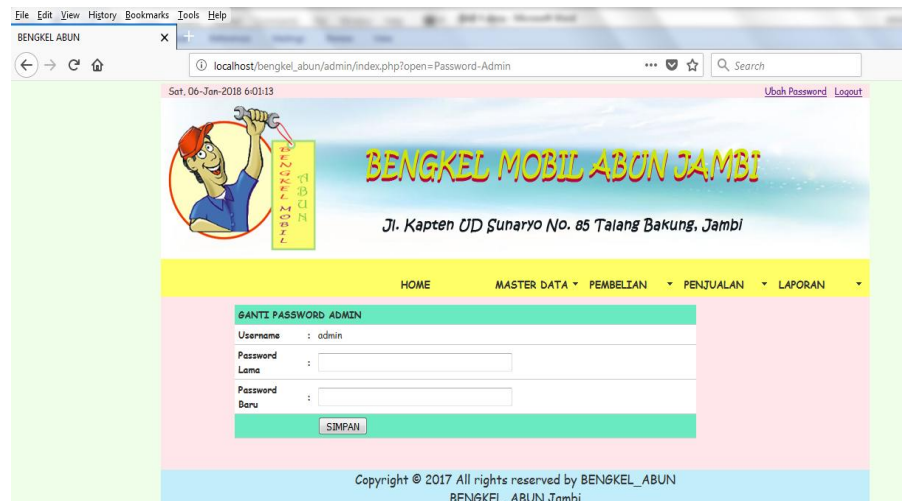 File Edit View History Bookmarks Tools Help
BENGKEL ABUN X +
localhost/bengkel_abun/admin/index.php?open=Password-Admin
Search
Sat, 06-Jan-2018 6:01:13
Ubah Password Logout
BENGKEL MOBIL
ABUN
BENGKEL MOBIL ABUN JAMBI
Jl. Kapten UD Sunaryo No. 85 Talang Bakung, Jambi
HOME MASTER DATA PEMBELIAN PENJUALAN LAPORAN
GANTI PASSWORD ADMIN
Username : admin
Password Lama :
Password Baru :
SIMPAN
Copyright © 2017 All rights reserved by BENGKEL_ABUN
BENGKEL_ABUN Jambi